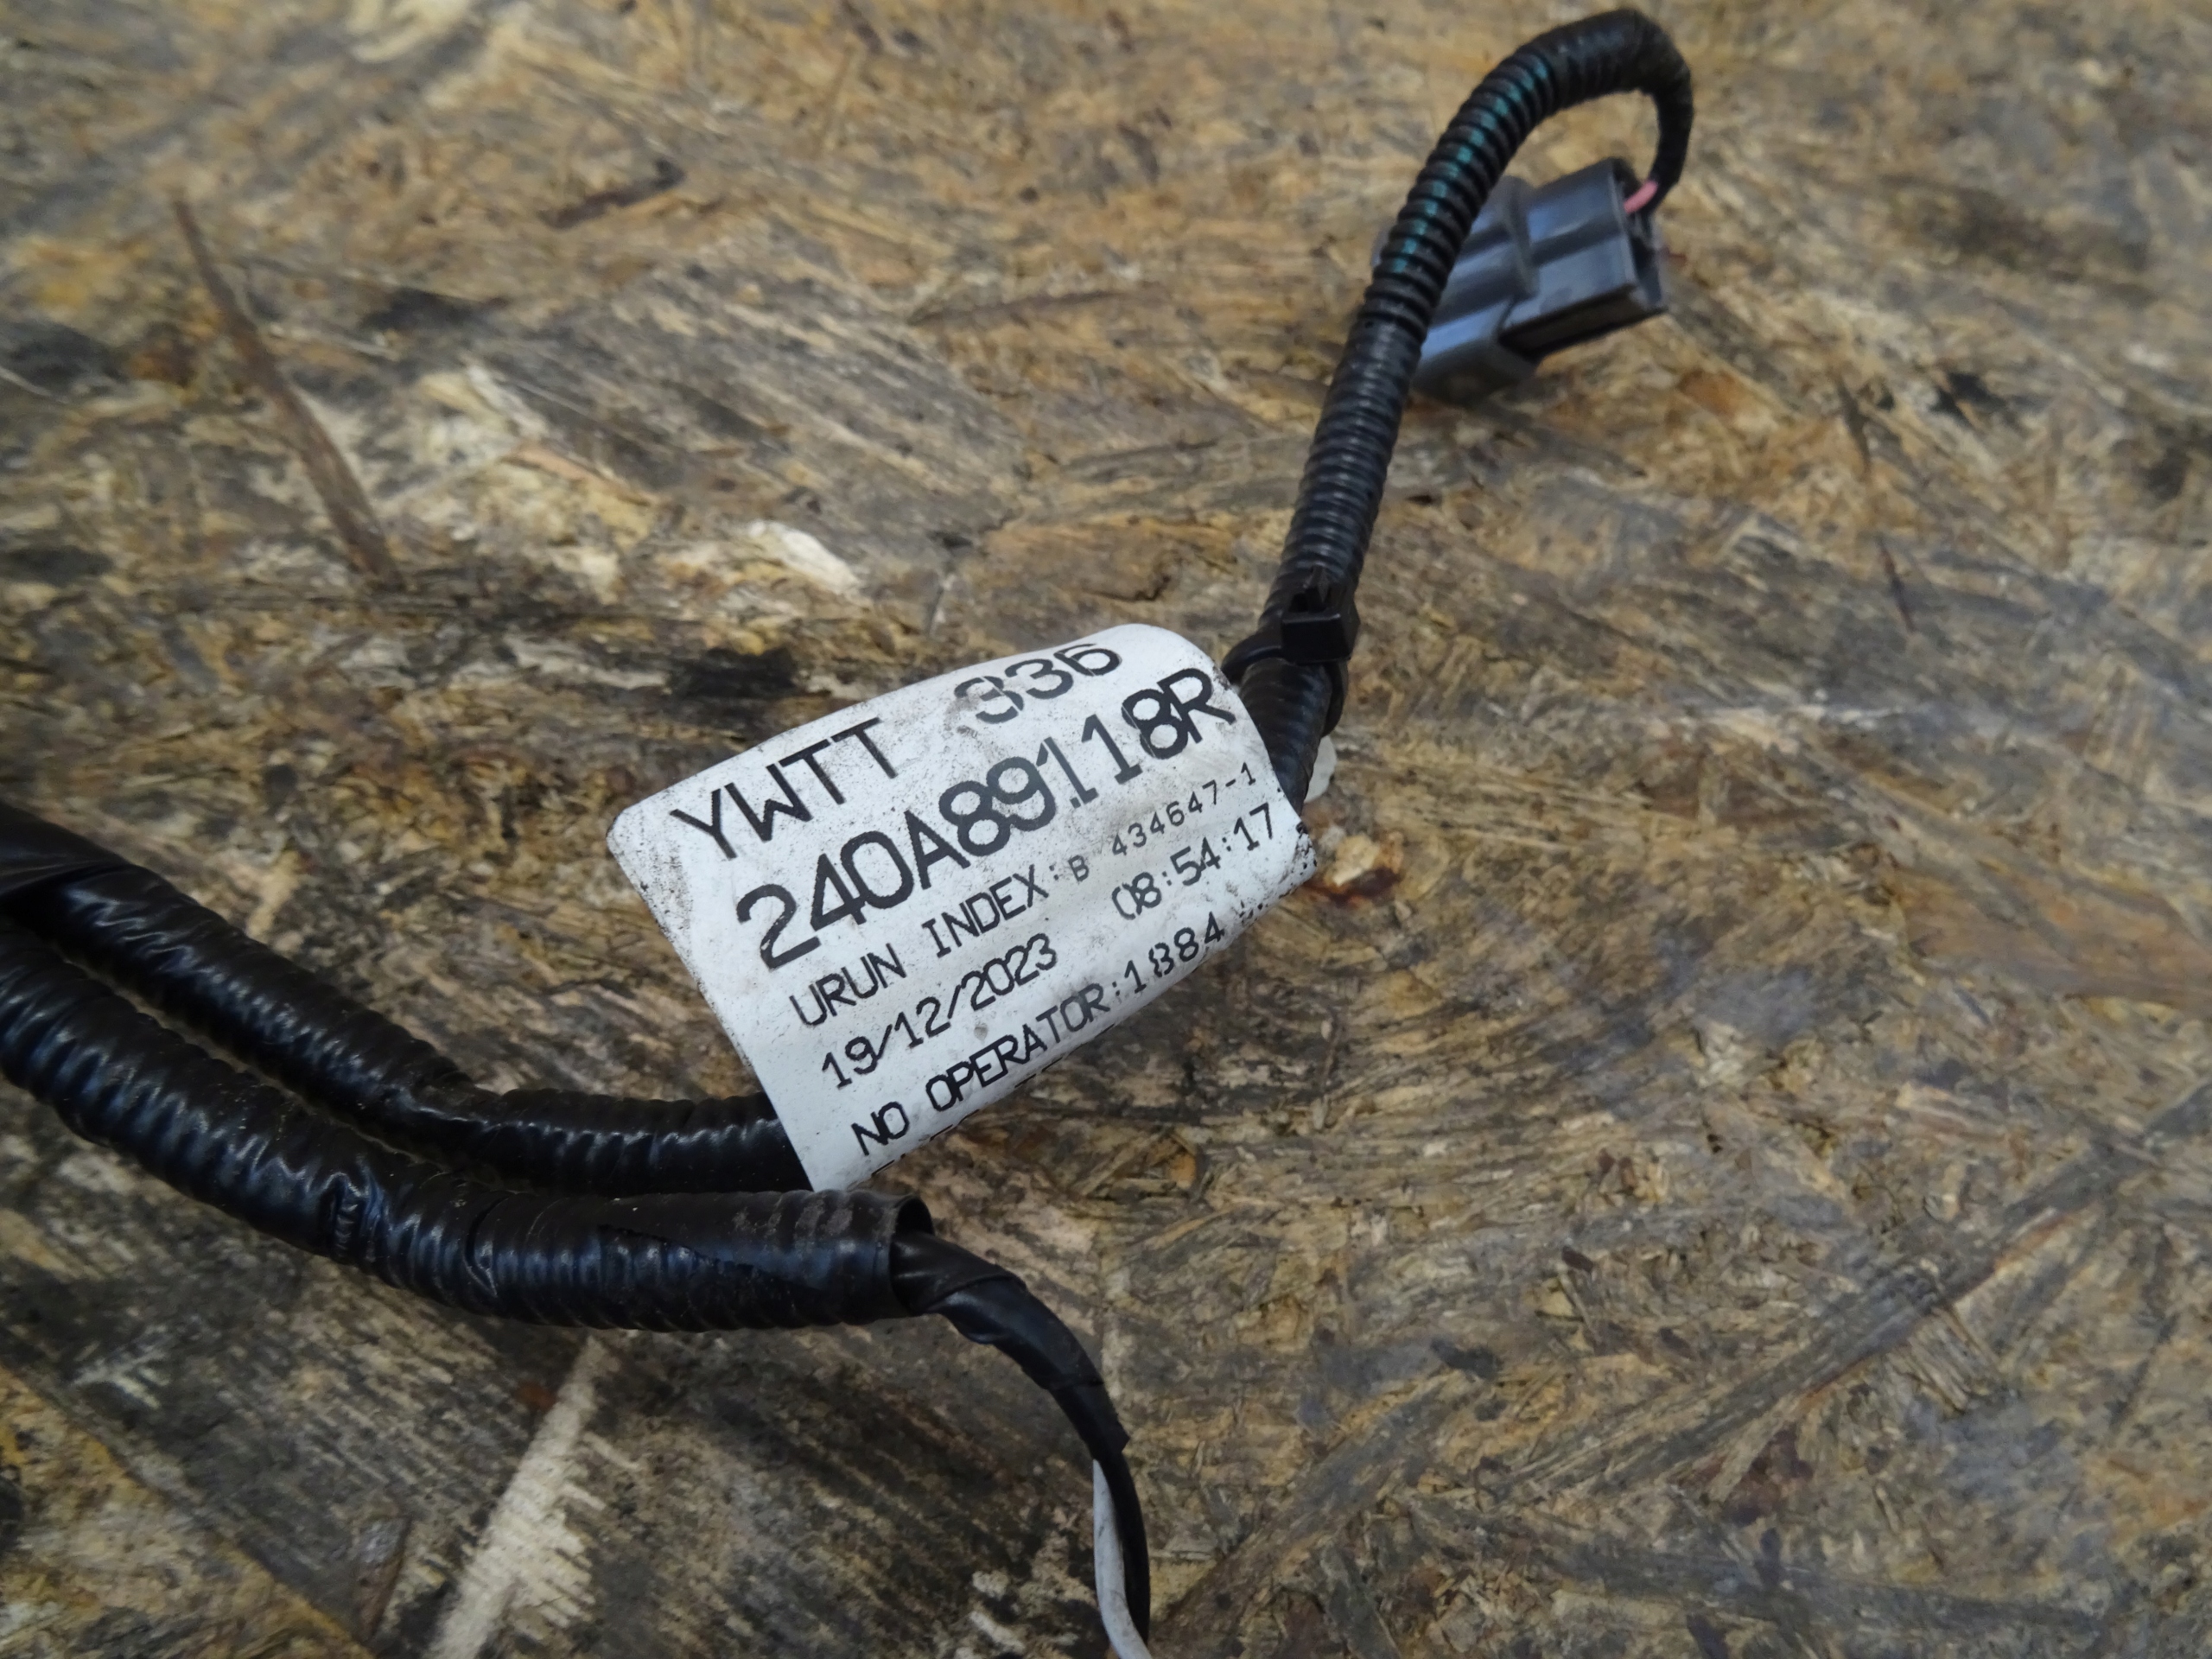 YWTT 336
240A89118R
URUN INDEX:B 434647-1
19/12/2023 08:54:17
NO OPERATOR:1884